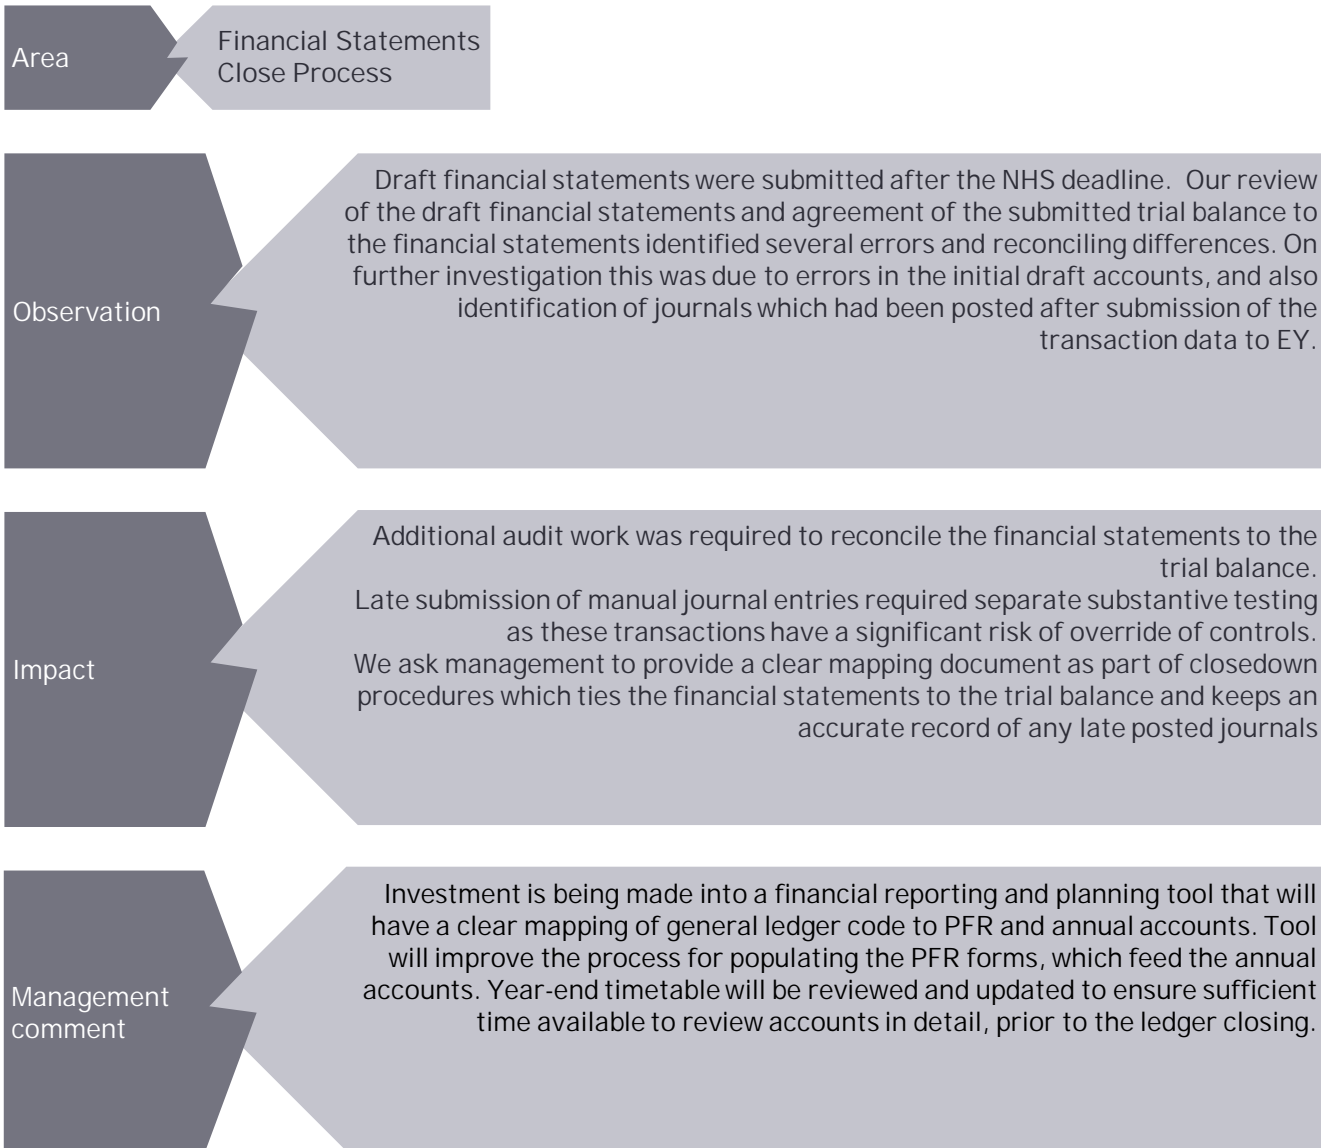 Area
Financial Statements
Close Process
Observation
Draft financial statements were submitted after the NHS deadline.  Our review
of the draft financial statements and agreement of the submitted trial balance to
the financial statements identified several errors and reconciling differences. On
further investigation this was due to errors in the initial draft accounts, and also
identification of journals which had been posted after submission of the
transaction data to EY.
Impact
Additional audit work was required to reconcile the financial statements to the
trial balance.
Late submission of manual journal entries required separate substantive testing
as these transactions have a significant risk of override of controls.
We ask management to provide a clear mapping document as part of closedown
procedures which ties the financial statements to the trial balance and keeps an
accurate record of any late posted journals
Management
comment
Investment is being made into a financial reporting and planning tool that will
have a clear mapping of general ledger code to PFR and annual accounts. Tool
will improve the process for populating the PFR forms, which feed the annual
accounts. Year-end timetable will be reviewed and updated to ensure sufficient
time available to review accounts in detail, prior to the ledger closing.